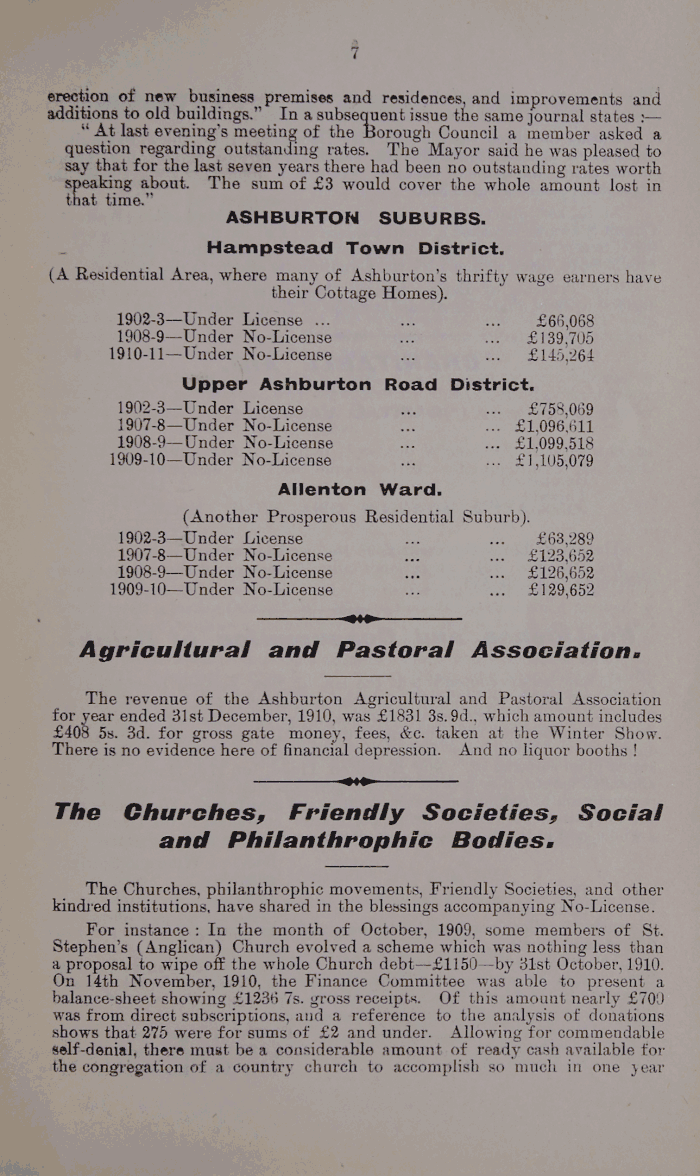 7
erection of new business premises and residences, and improvements and
additions to old buildings." In a subsequent issue the same journal states :—
"At last evening's meeting of the Borough Council a member asked a
question regarding outstanding rates. The Mayor said he was pleased to
say that for the last seven years there had been no outstanding rates worth
speaking about. The sum of £3 would cover the whole amount lost in
that time."
ASHBURTON SUBURBS.
Hampstead Town District.
(A Residential Area, where many of Ashburton's thrifty wage earners have
their Cottage Homes).
1902-3—Under License ... ... ... £66,068
1908-9—Under No-License ... ... £139,705
1910-11—Under No-License ... ... £145,264
Upper Ashburton Road District.
1902-3—Under License ... ... £758,069
1907-8—Under No-License ... ... £1,096,611
1908-9—Under No-License ... ... £1,099,518
1909-10—Under No-License ... ... £1,105,079
Allenton Ward.
(Another Prosperous Residential Suburb).
1902-3—Under License ... ... £63,289
1907-8—Under No-License ... ... £123,652
1908-9—Under No-License ... ... £126,652
1909-10—Under No-License ... ... £129,652
Agricultural and Pastoral Association.
The revenue of the Ashburton Agricultural and Pastoral Association
for year ended 31st December, 1910, was £1831 3s. 9d., which amount includes
£408 5s. 3d. for gross gate money, fees, &c. taken at the Winter Show.
There is no evidence here of financial depression. And no liquor booths !
The Churches, Friendly Societies, Social
and Philanthrophic Bodies.
The Churches, philanthrophic movements, Friendly Societies, and other
kindred institutions, have shared in the blessings accompanying No-License.
For instance : In the month of October, 1909, some members of St.
Stephen's (Anglican) Church evolved a scheme which was nothing less than
a proposal to wipe off the whole Church debt—£1150—by 31st October, 1910.
On 14th November, 1910, the Finance Committee was able to present a
balance-sheet showing £1236 7s. gross receipts. Of this amount nearly £700
was from direct subscriptions, and a reference to the analysis of donations
shows that 275 were for sums of £2 and under. Allowing for commendable
self-denial, there must be a considerable amount of ready cash available for
the congregation of a country church to accomplish so much in one year